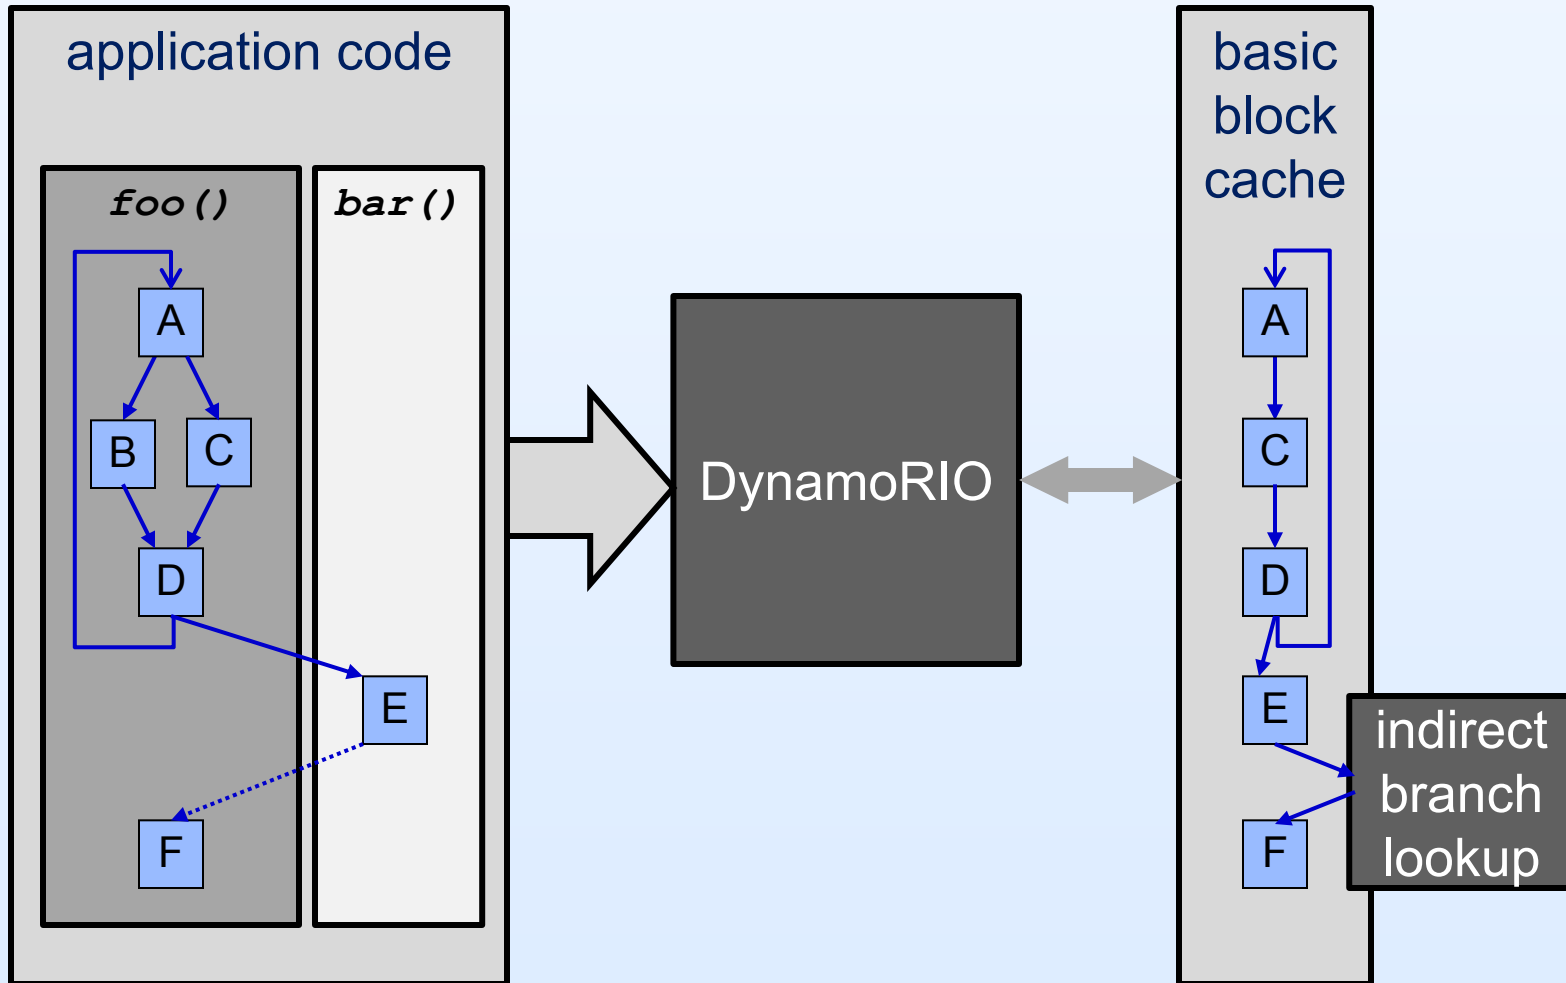 application code
foo()
bar()
A
B
C
D
E
F
DynamoRIO
basic
block
cache
A
C
D
E
F
indirect
branch
lookup